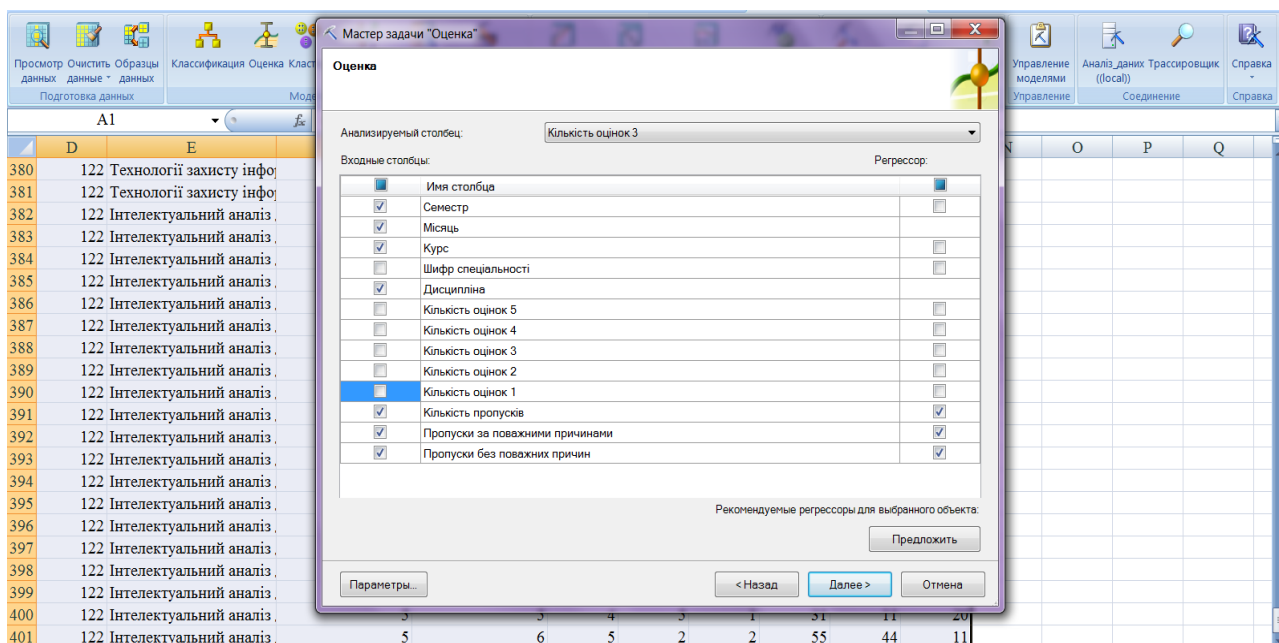 Мастер задачи "Оценка"
Просмотр Очистить Образцы Классификация Оценка Управление Аналіз_даних Трассировщик Справка
данных данные данных моделями ((local))
Подготовка данных Управление Соединение Справка
A1 fx
Оценка
Анализируемый столбец: Кількість оцінок 3
Входные столбцы: Регрессор:
Имя столбца
Семестр
Місяць
Курс
Шифр спеціальності
Дисципліна
Кількість оцінок 5
Кількість оцінок 4
Кількість оцінок 3
Кількість оцінок 2
Кількість оцінок 1
Кількість пропусків
Пропуски за поважними причинами
Пропуски без поважних причин
Рекомендуемые регрессоры для выбранного объекта:
Предложить
Параметры... < Назад Далее > Отмена
D E O P Q
380 122 Технології захисту
381 122 Технології захисту
382 122 Інтелектуальний аналіз
383 122 Інтелектуальний аналіз
384 122 Інтелектуальний аналіз
385 122 Інтелектуальний аналіз
386 122 Інтелектуальний аналіз
387 122 Інтелектуальний аналіз
388 122 Інтелектуальний аналіз
389 122 Інтелектуальний аналіз
390 122 Інтелектуальний аналіз
391 122 Інтелектуальний аналіз
392 122 Інтелектуальний аналіз
393 122 Інтелектуальний аналіз
394 122 Інтелектуальний аналіз
395 122 Інтелектуальний аналіз
396 122 Інтелектуальний аналіз
397 122 Інтелектуальний аналіз
398 122 Інтелектуальний аналіз
399 122 Інтелектуальний аналіз
400 122 Інтелектуальний аналіз
401 122 Інтелектуальний аналіз 5 6 5 2 2 55 44 11